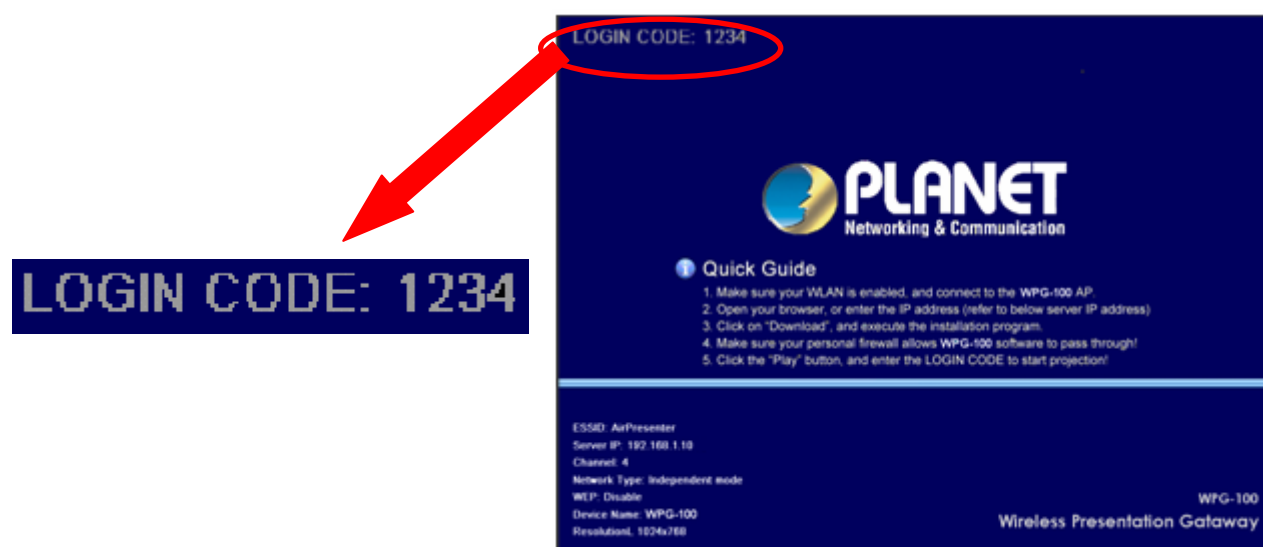 LOGIN CODE: 1234
LOGIN CODE: 1234
PLANET
Networking & Communication
Quick Guide
1. Make sure your WLAN is enabled, and connect to the WPG-100 AP.
2. Open your browser, or enter the IP address (refer to below server IP address)
3. Click on "Download", and execute the installation program.
4. Make sure your personal firewall allows WPG-100 software to pass through!
5. Click the "Play" button, and enter the LOGIN CODE to start projection!
ESSID: AirPresenter
Server IP: 192.168.1.10
Channel: 4
Network Type: Independent mode
WEP: Disable
Device Name: WPG-100
ResolutionL 1024x768
WPG-100
Wireless Presentation Gataway